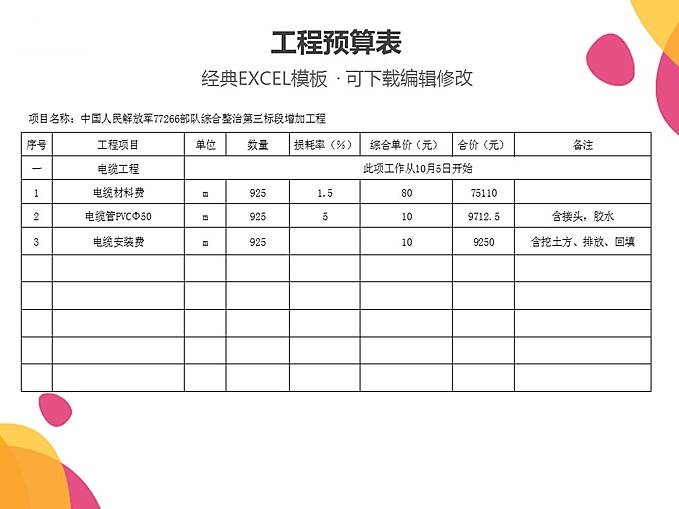 工程预算表
经典EXCEL模板 · 可下载编辑修改
项目名称: 中国人民解放军77266部队综合整治第三标段增加工程
序号 工程项目 单位 数量 损耗率(%) 综合单价(元) 合价(元) 备注
一 电缆工程 此项工作从10月5日开始
1 电缆材料费 m 925 1.5 80 75110
2 电缆管PVCΦ50 m 925 5 10 9712.5 含接头, 胶水
3 电缆安装费 m 925 10 9250 含挖土方、排放、回填